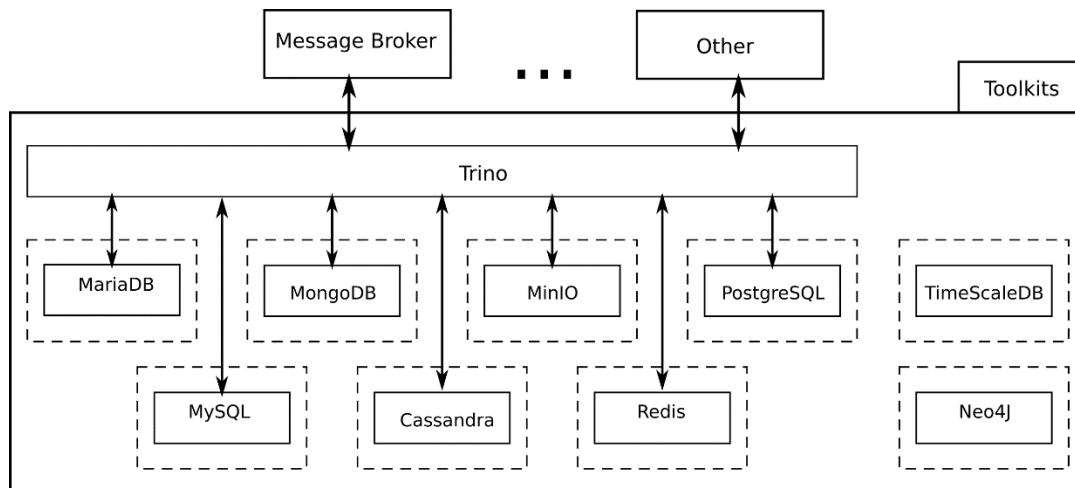 Message Broker
...
Other
Toolkits
Trino
MariaDB
MongoDB
MinIO
PostgreSQL
TimeScaleDB
MySQL
Cassandra
Redis
Neo4J